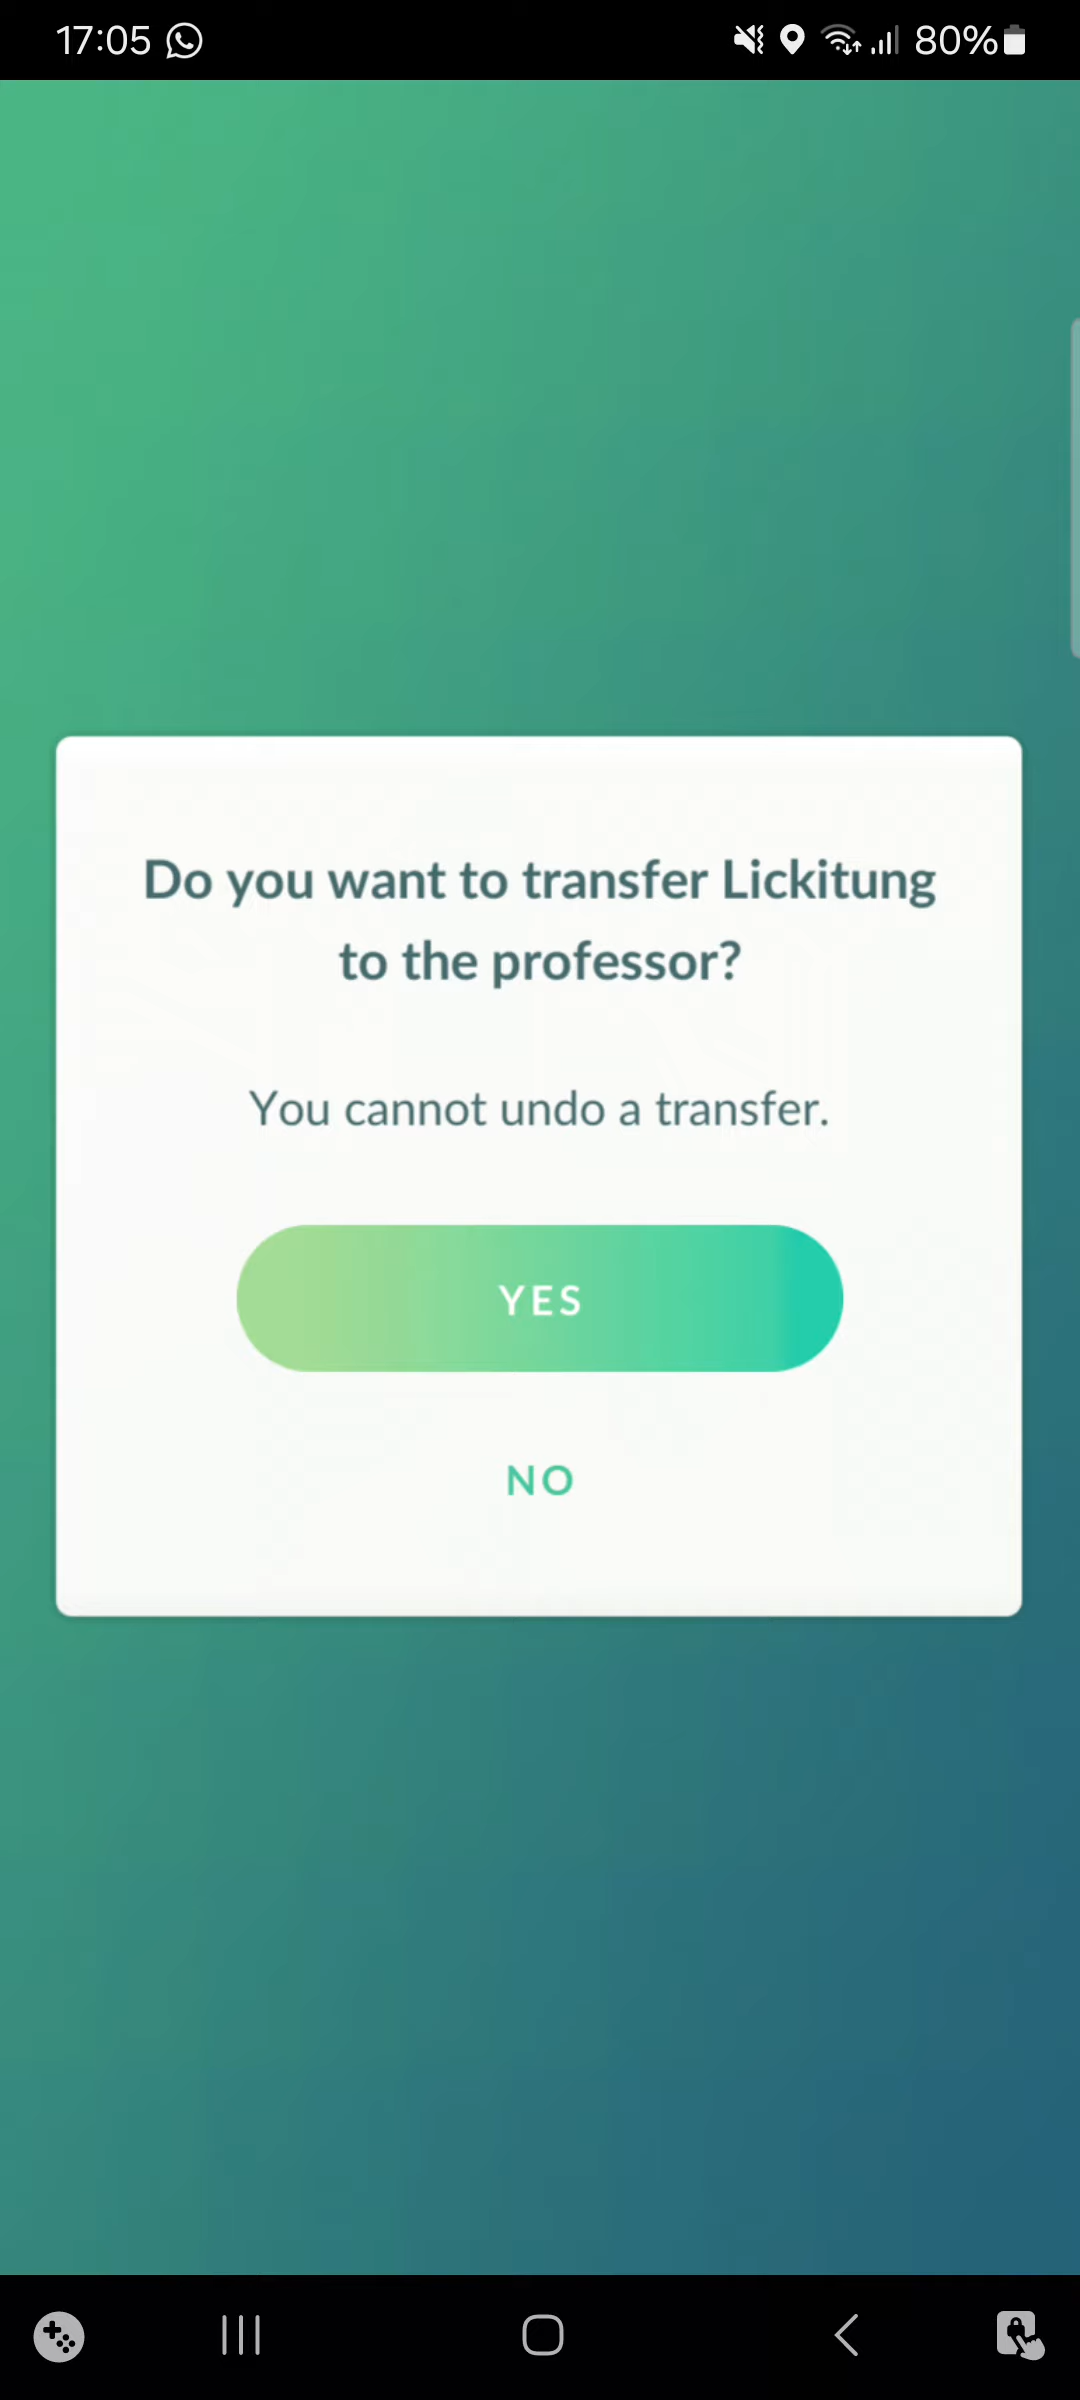 17:05
80%
Do you want to transfer Lickitung
to the professor?
You cannot undo a transfer.
YES
NO